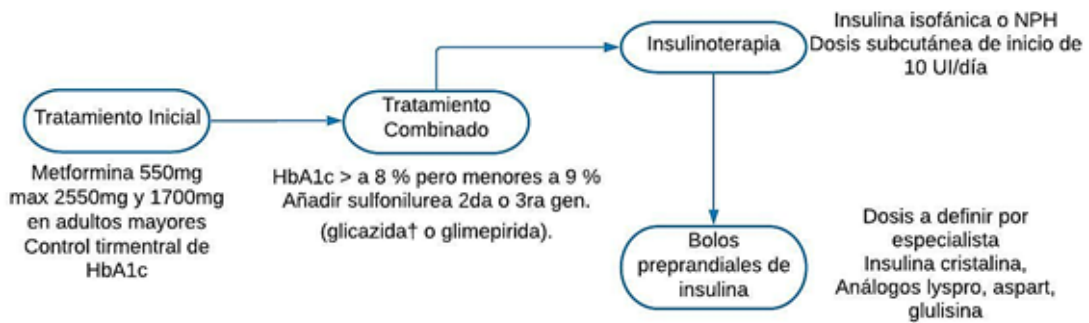 Tratamiento Inicial
Metformina 550mg
max 2550mg y 1700mg
en adultos mayores
Control tirmentral de
HbA1c
Tratamiento
Combinado
HbA1c > a 8 % pero menores a 9 %
Añadir sulfonilurea 2da o 3ra gen.
(glicazida† o glimepirida).
Insulinoterapia
Insulina isofánica o NPH
Dosis subcutánea de inicio de
10 UI/día
Bolos
preprandiales de
insulina
Dosis a definir por
especialista
Insulina cristalina,
Análogos lyspro, aspart,
glulisina